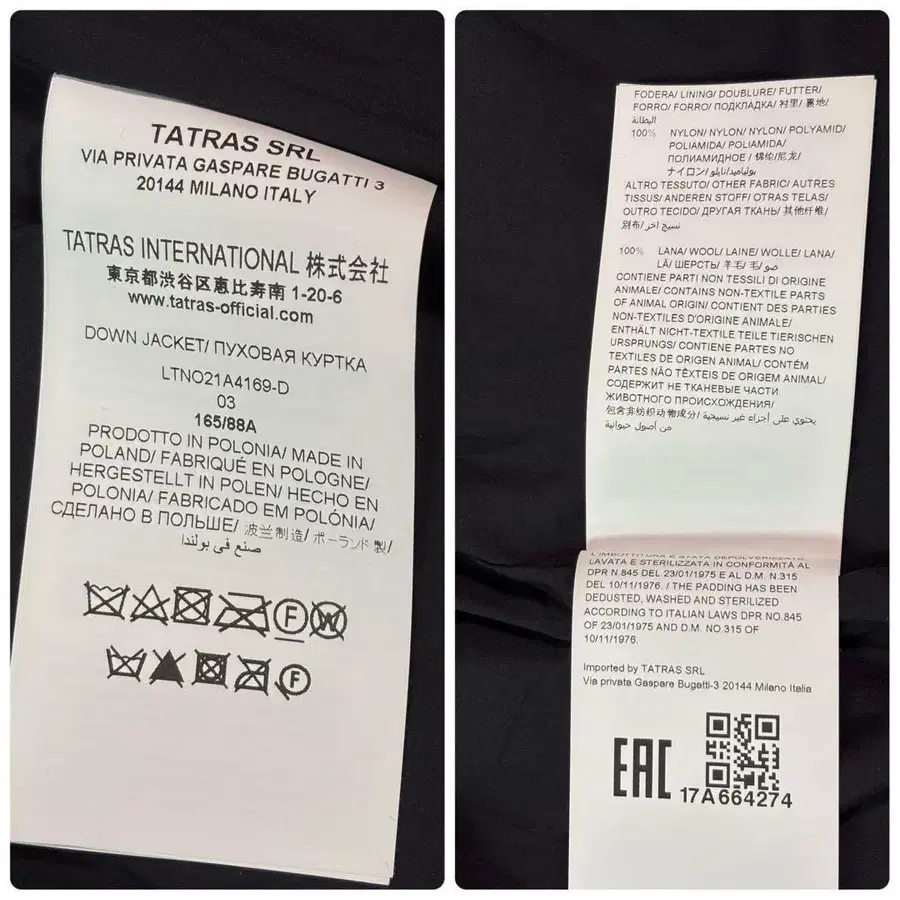 TATRAS SRL
VIA PRIVATA GASPARE BUGATTI 3
20144 MILANO ITALY
TATRAS INTERNATIONAL 株式会社
東京都渋谷区恵比寿南 1-20-6
www.tatras-official.com
DOWN JACKET/ ПУХОВАЯ КУРТКА
LTNO21A4169-D
03
165/88A
PRODOTTO IN POLONIA/ MADE IN
POLAND/ FABRIQUÉ EN POLOGNE/
HERGESTELLT IN POLEN/ HECHO EN
POLONIA/ FABRICADO EM POLÓNIA/
СДЕЛАНО В ПОЛЬШЕ/ 波兰制造/ ポーランド製/
صنع في بولندا
F W
F
FODERA/ LINING/ DOUBLURE/ FUTTER/
FORRO/ FORRO/ ПОДКЛАДКА/ 衬里/ 裏地/
البطانة
100% NYLON/ NYLON/ NYLON/ POLYAMID/
POLIAMIDA/ POLIAMIDA/
ПОЛИАМИДНОЕ / 锦纶/尼龙/
ナイロン/ بولياميد/نايلو
ALTRO TESSUTO/ OTHER FABRIC/ AUTRES
TISSUS/ ANDEREN STOFF/ OTRAS TELAS/
OUTRO TECIDO/ ДРУГАЯ ТКАНЬ/ 其他纤维/
別布/ نسيج اخر
100% LANA/ WOOL/ LAINE/ WOLLE/ LANA/
LÃ/ ШЕРСТЬ/ 羊毛/ 毛/ صو
CONTIENE PARTI NON TESSILI DI ORIGINE
ANIMALE/ CONTAINS NON-TEXTILE PARTS
OF ANIMAL ORIGIN/ CONTIENT DES PARTIES
NON-TEXTILES D'ORIGINE ANIMALE/
ENTHÄLT NICHT-TEXTILE TEILE TIERISCHEN
URSPRUNGS/ CONTIENE PARTES NO
TEXTILES DE ORIGEN ANIMAL/ CONTÉM
PARTES NÃO TÊXTEIS DE ORIGEM ANIMAL/
СОДЕРЖИТ НЕ ТКАНЕВЫЕ ЧАСТИ
ЖИВОТНОГО ПРОИСХОЖДЕНИЯ/
包含非纺织动物成分/ يحتوي على أجزاء غير نسيجية
من أصول حيوانية
L'IMBOTTITURA È STATA DEPOLVERIZZATA,
LAVATA E STERILIZZATA IN CONFORMITÀ AL
DPR N.845 DEL 23/01/1975 E AL D.M. N.315
DEL 10/11/1976. / THE PADDING HAS BEEN
DEDUSTED, WASHED AND STERILIZED
ACCORDING TO ITALIAN LAWS DPR NO.845
OF 23/01/1975 AND D.M. NO.315 OF
10/11/1976.
Imported by TATRAS SRL
Via privata Gaspare Bugatti-3 20144 Milano Italia
EAC
17A664274